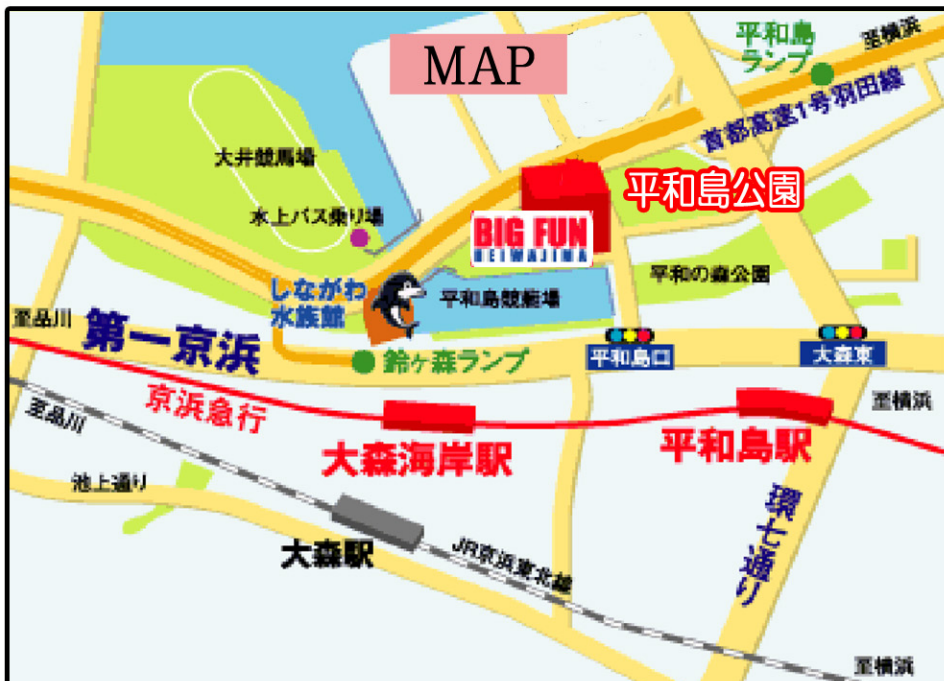 MAP
平和島
ランプ
至横浜
首都高速1号羽田線
大井競馬場
平和島公園
水上バス乗り場
BIG FUN
HEIWAJIMA
平和の森公園
しながわ
水族館
平和島競艇場
至品川
第一京浜
鈴ヶ森ランプ
平和島口
大森東
京浜急行
至横浜
至品川
大森海岸駅
平和島駅
池上通り
大森駅
JR京浜東北線
環七通り
至横浜